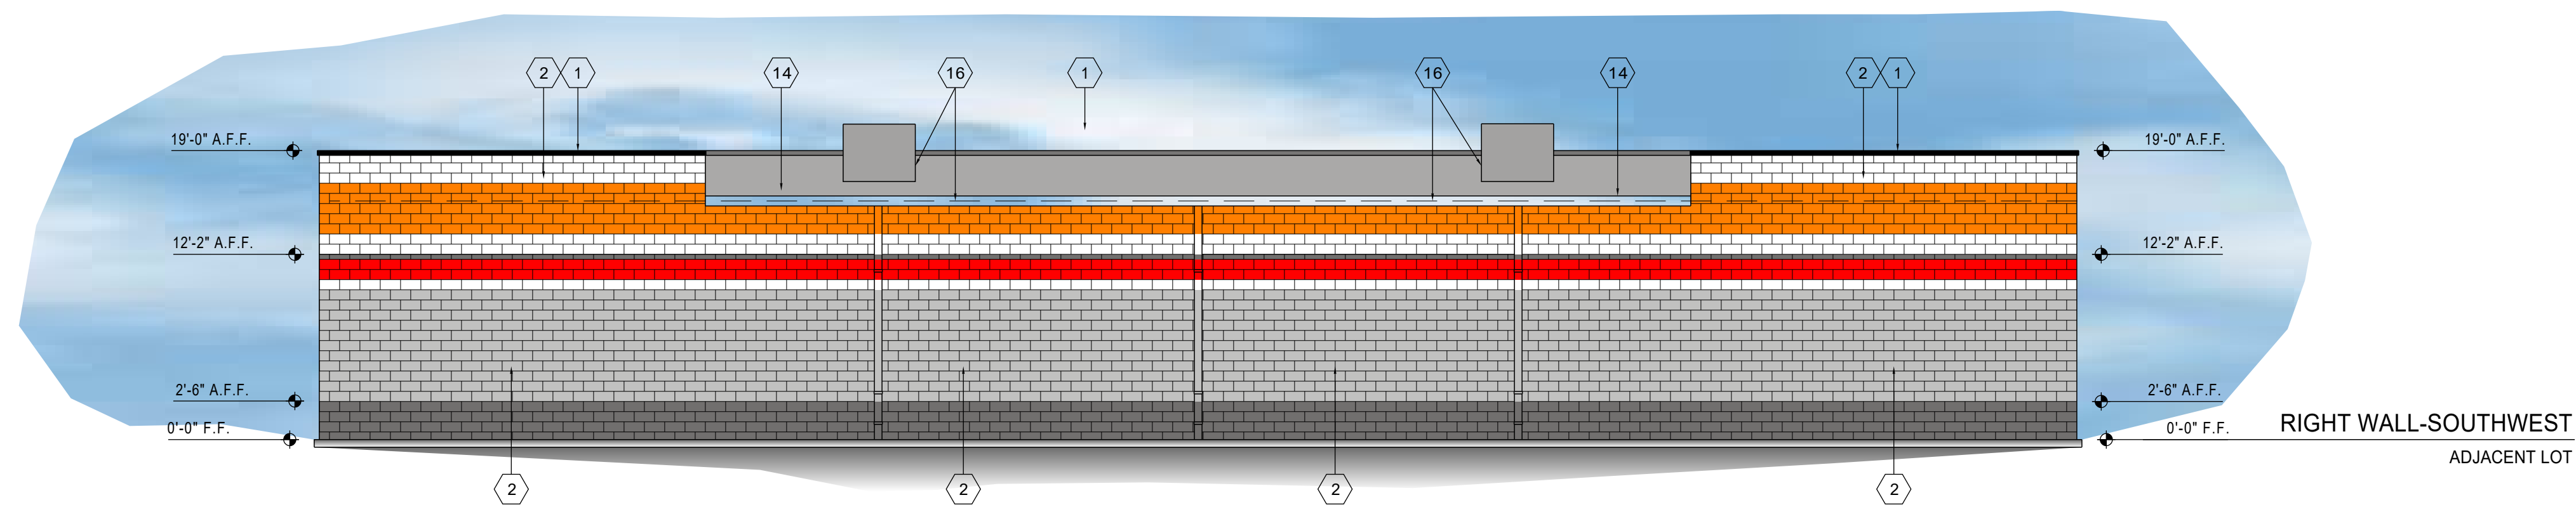 2 1 14 16 1 16 14 2 1
19'-0" A.F.F. 19'-0" A.F.F.
12'-2" A.F.F. 12'-2" A.F.F.
2'-6" A.F.F. 2'-6" A.F.F.
0'-0" F.F. 0'-0" F.F. RIGHT WALL-SOUTHWEST
ADJACENT LOT
2 2 2 2